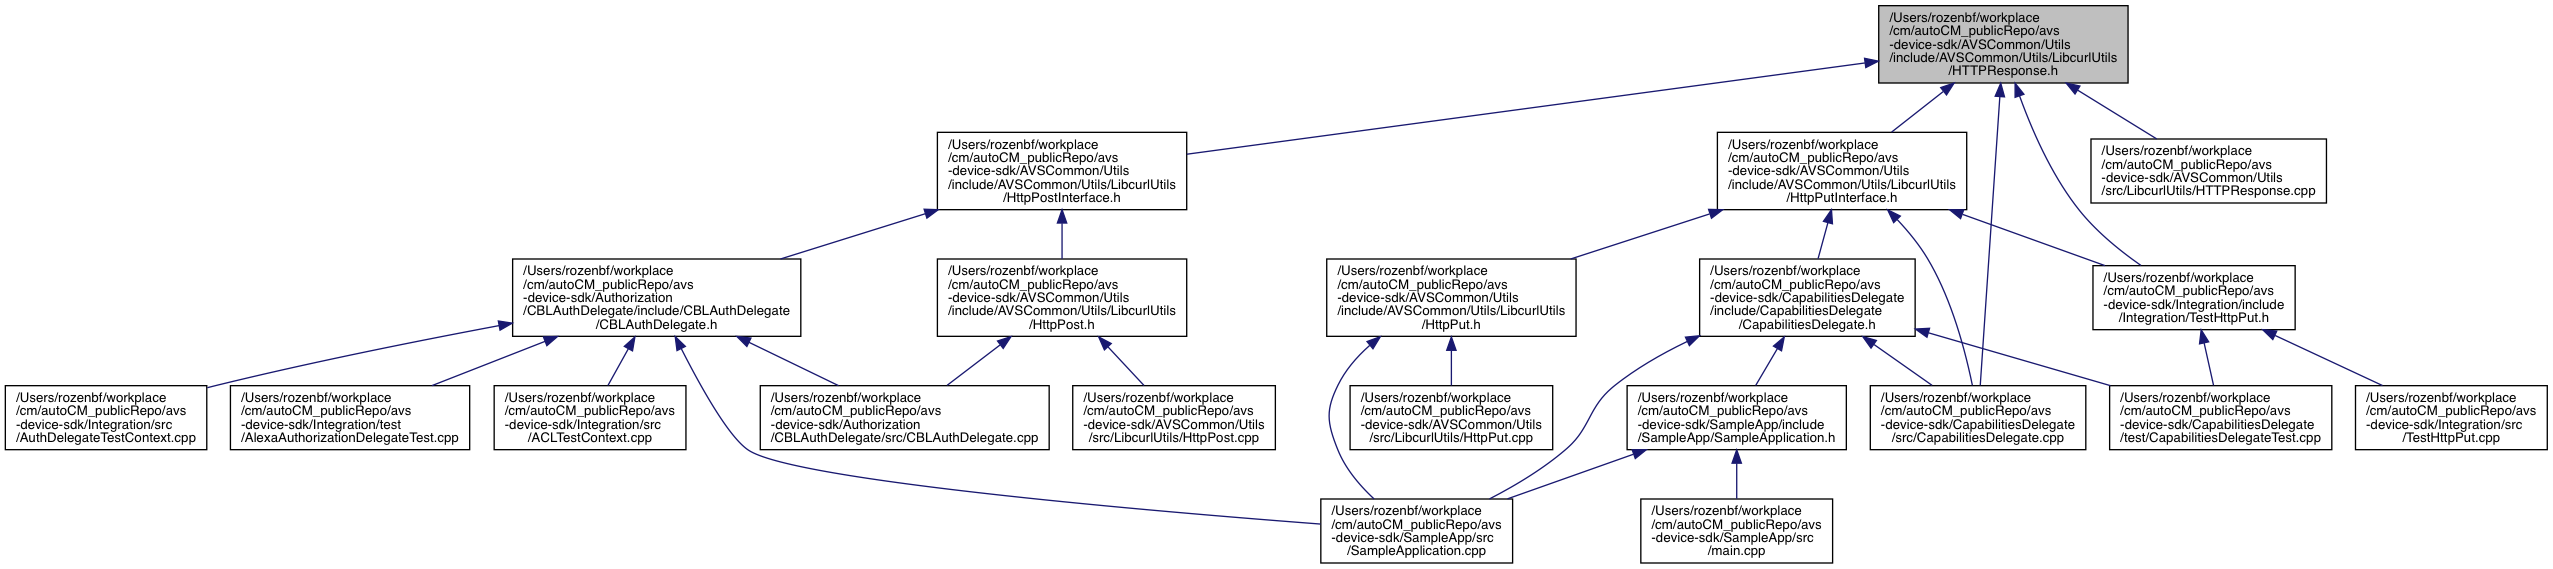 /Users/rozenbf/workplace
/cm/autoCM_publicRepo/avs
-device-sdk/AVSCommon/Utils
/include/AVSCommon/Utils/LibcurlUtils
/HTTPResponse.h
/Users/rozenbf/workplace
/cm/autoCM_publicRepo/avs
-device-sdk/AVSCommon/Utils
/include/AVSCommon/Utils/LibcurlUtils
/HttpPostInterface.h
/Users/rozenbf/workplace
/cm/autoCM_publicRepo/avs
-device-sdk/AVSCommon/Utils
/include/AVSCommon/Utils/LibcurlUtils
/HttpPutInterface.h
/Users/rozenbf/workplace
/cm/autoCM_publicRepo/avs
-device-sdk/AVSCommon/Utils
/src/LibcurlUtils/HTTPResponse.cpp
/Users/rozenbf/workplace
/cm/autoCM_publicRepo/avs
-device-sdk/Authorization
/CBLAuthDelegate/include/CBLAuthDelegate
/CBLAuthDelegate.h
/Users/rozenbf/workplace
/cm/autoCM_publicRepo/avs
-device-sdk/AVSCommon/Utils
/include/AVSCommon/Utils/LibcurlUtils
/HttpPost.h
/Users/rozenbf/workplace
/cm/autoCM_publicRepo/avs
-device-sdk/AVSCommon/Utils
/include/AVSCommon/Utils/LibcurlUtils
/HttpPut.h
/Users/rozenbf/workplace
/cm/autoCM_publicRepo/avs
-device-sdk/CapabilitiesDelegate
/include/CapabilitiesDelegate
/CapabilitiesDelegate.h
/Users/rozenbf/workplace
/cm/autoCM_publicRepo/avs
-device-sdk/Integration/include
/Integration/TestHttpPut.h
/Users/rozenbf/workplace
/cm/autoCM_publicRepo/avs
-device-sdk/Integration/src
/AuthDelegateTestContext.cpp
/Users/rozenbf/workplace
/cm/autoCM_publicRepo/avs
-device-sdk/Integration/test
/AlexaAuthorizationDelegateTest.cpp
/Users/rozenbf/workplace
/cm/autoCM_publicRepo/avs
-device-sdk/Integration/src
/ACLTestContext.cpp
/Users/rozenbf/workplace
/cm/autoCM_publicRepo/avs
-device-sdk/Authorization
/CBLAuthDelegate/src/CBLAuthDelegate.cpp
/Users/rozenbf/workplace
/cm/autoCM_publicRepo/avs
-device-sdk/AVSCommon/Utils
/src/LibcurlUtils/HttpPost.cpp
/Users/rozenbf/workplace
/cm/autoCM_publicRepo/avs
-device-sdk/AVSCommon/Utils
/src/LibcurlUtils/HttpPut.cpp
/Users/rozenbf/workplace
/cm/autoCM_publicRepo/avs
-device-sdk/SampleApp/include
/SampleApp/SampleApplication.h
/Users/rozenbf/workplace
/cm/autoCM_publicRepo/avs
-device-sdk/CapabilitiesDelegate
/src/CapabilitiesDelegate.cpp
/Users/rozenbf/workplace
/cm/autoCM_publicRepo/avs
-device-sdk/CapabilitiesDelegate
/test/CapabilitiesDelegateTest.cpp
/Users/rozenbf/workplace
/cm/autoCM_publicRepo/avs
-device-sdk/Integration/src
/TestHttpPut.cpp
/Users/rozenbf/workplace
/cm/autoCM_publicRepo/avs
-device-sdk/SampleApp/src
/SampleApplication.cpp
/Users/rozenbf/workplace
/cm/autoCM_publicRepo/avs
-device-sdk/SampleApp/src
/main.cpp